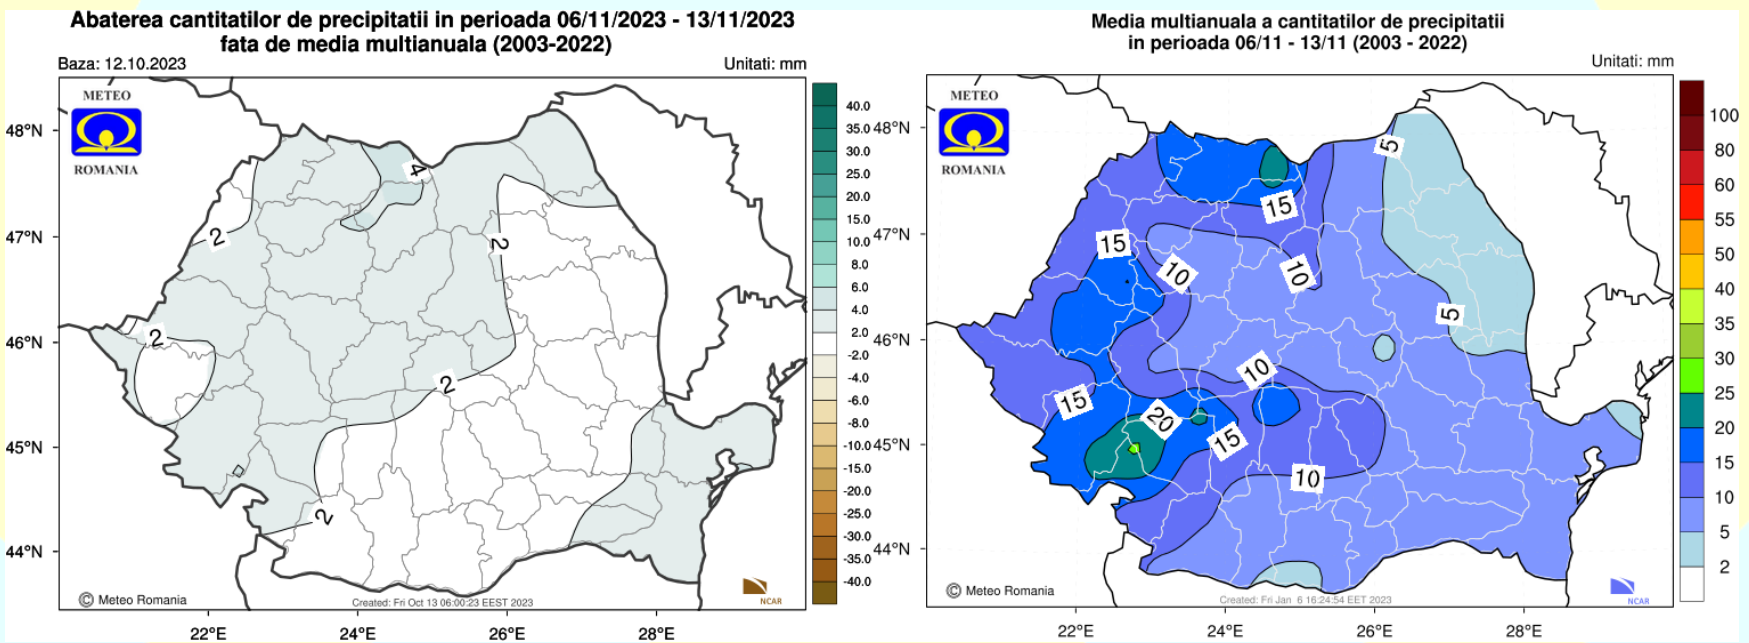 Abaterea cantitatilor de precipitatii in perioada 06/11/2023 - 13/11/2023
fata de media multianuala (2003-2022)
Baza: 12.10.2023
Unitati: mm
METEO
ROMANIA
48°N
47°N
46°N
45°N
44°N
22°E
24°E
26°E
28°E
4
2
2
2
2
2
40.0
35.0
30.0
25.0
20.0
15.0
10.0
8.0
6.0
4.0
2.0
-2.0
-4.0
-6.0
-8.0
-10.0
-15.0
-20.0
-25.0
-30.0
-35.0
-40.0
© Meteo Romania
Created: Fri Oct 13 06:00:23 EEST 2023
NCAR
Media multianuala a cantitatilor de precipitatii
in perioada 06/11 - 13/11 (2003 - 2022)
Unitati: mm
METEO
ROMANIA
48°N
47°N
46°N
45°N
44°N
22°E
24°E
26°E
28°E
5
15
15
10
10
5
10
15
20
15
10
100
80
60
55
50
40
35
30
25
20
15
10
5
2
© Meteo Romania
Created: Fri Jan 6 16:24:54 EET 2023
NCAR